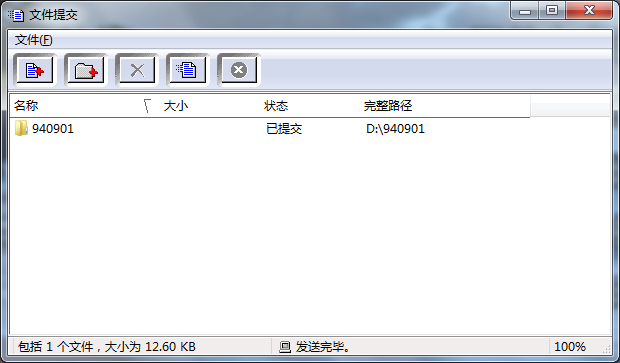 文件提交
文件(F)
名称 大小 状态 完整路径
940901 已提交 D:\940901
包括 1 个文件，大小为 12.60 KB 发送完毕。 100%